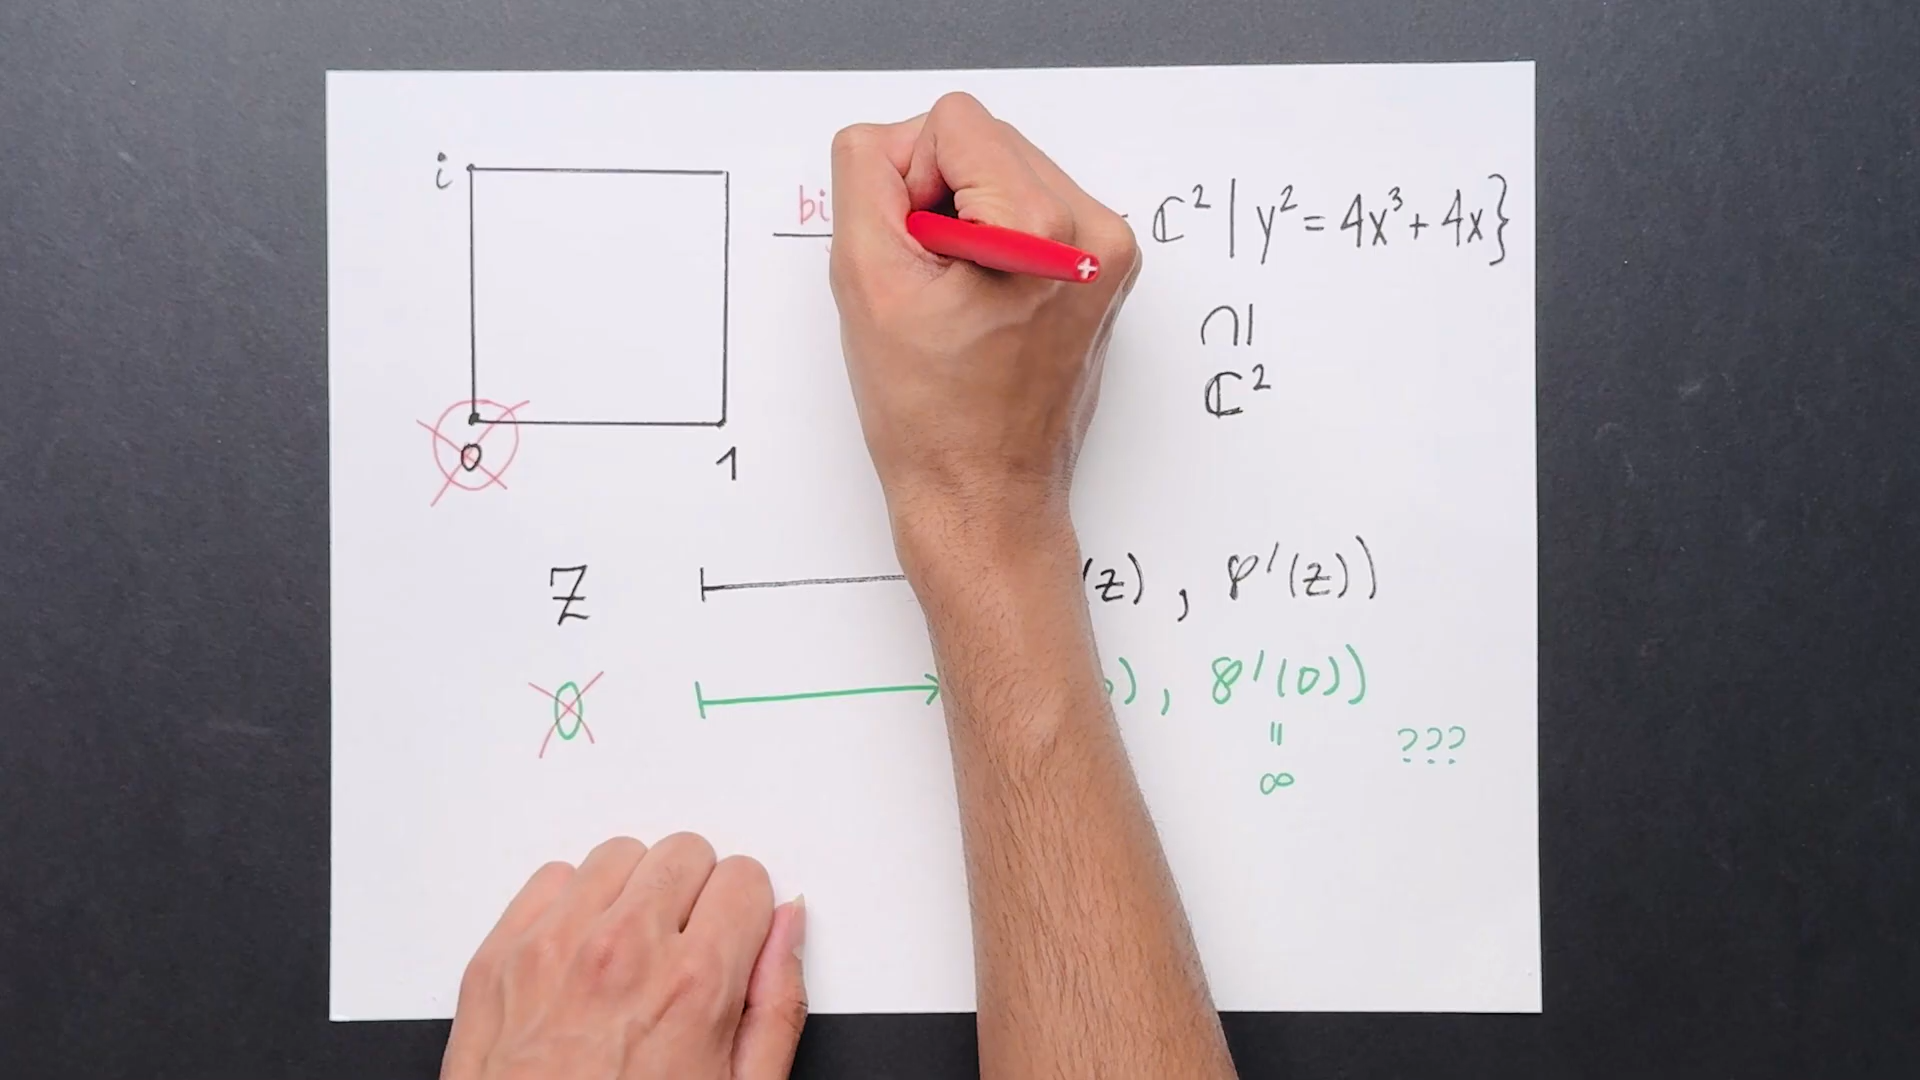 i
bi
ℂ² | y² = 4x³ + 4x}
∩|
ℂ²
0 1
z (z) , ℘'(z))
0 ) , ℘'(0))
=
∞
???